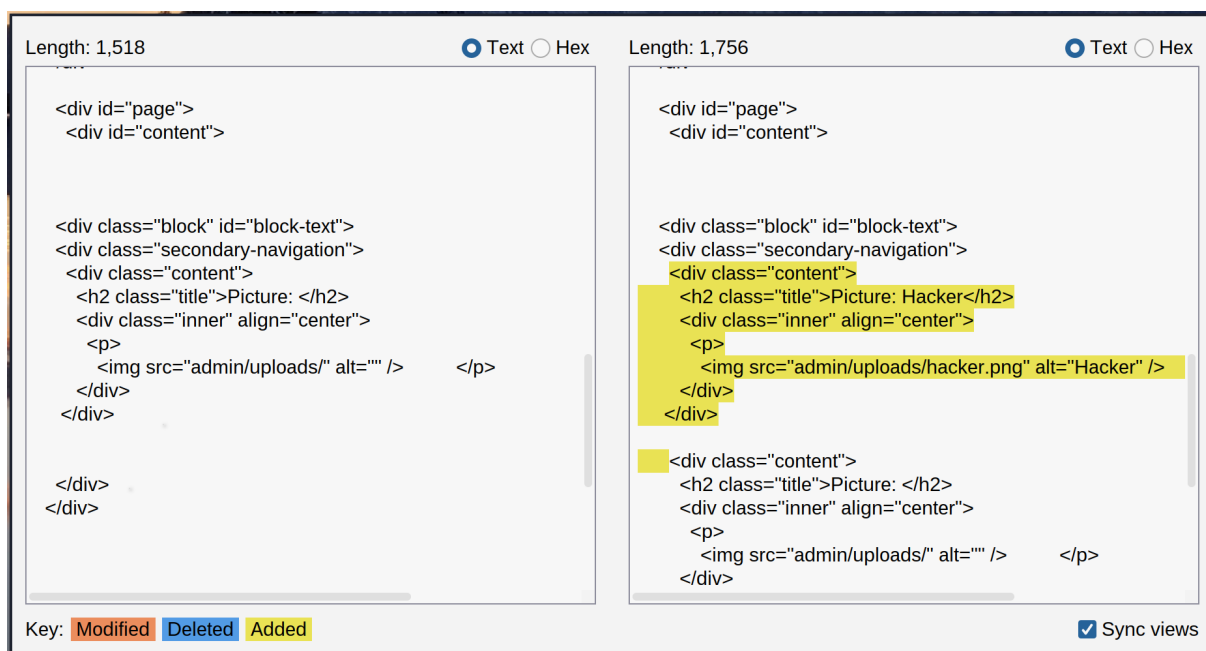 Length: 1,518
Text
Hex
<div id="page">
<div id="content">
<div class="block" id="block-text">
<div class="secondary-navigation">
<div class="content">
<h2 class="title">Picture: </h2>
<div class="inner" align="center">
<p>
<img src="admin/uploads/" alt="" /> </p>
</div>
</div>
</div>
</div>
Length: 1,756
Text
Hex
<div id="page">
<div id="content">
<div class="block" id="block-text">
<div class="secondary-navigation">
<div class="content">
<h2 class="title">Picture: Hacker</h2>
<div class="inner" align="center">
<p>
<img src="admin/uploads/hacker.png" alt="Hacker" />
</div>
</div>
<div class="content">
<h2 class="title">Picture: </h2>
<div class="inner" align="center">
<p>
<img src="admin/uploads/" alt="" /> </p>
</div>
Key: Modified Deleted Added
Sync views